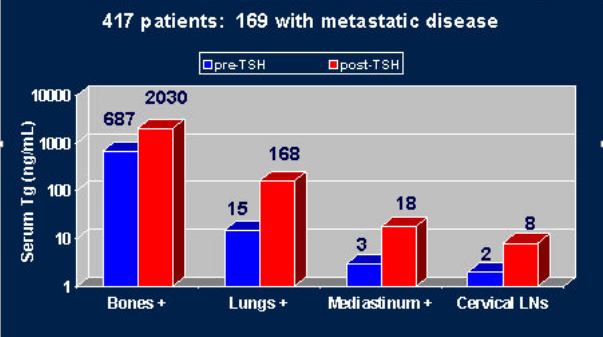 417 patients: 169 with metastatic disease
pre-TSH post-TSH
Serum Tg (ng/mL)
10000
1000
100
10
1
687 2030
15 168
3 18
2 8
Bones + Lungs + Mediastinum + Cervical LNs